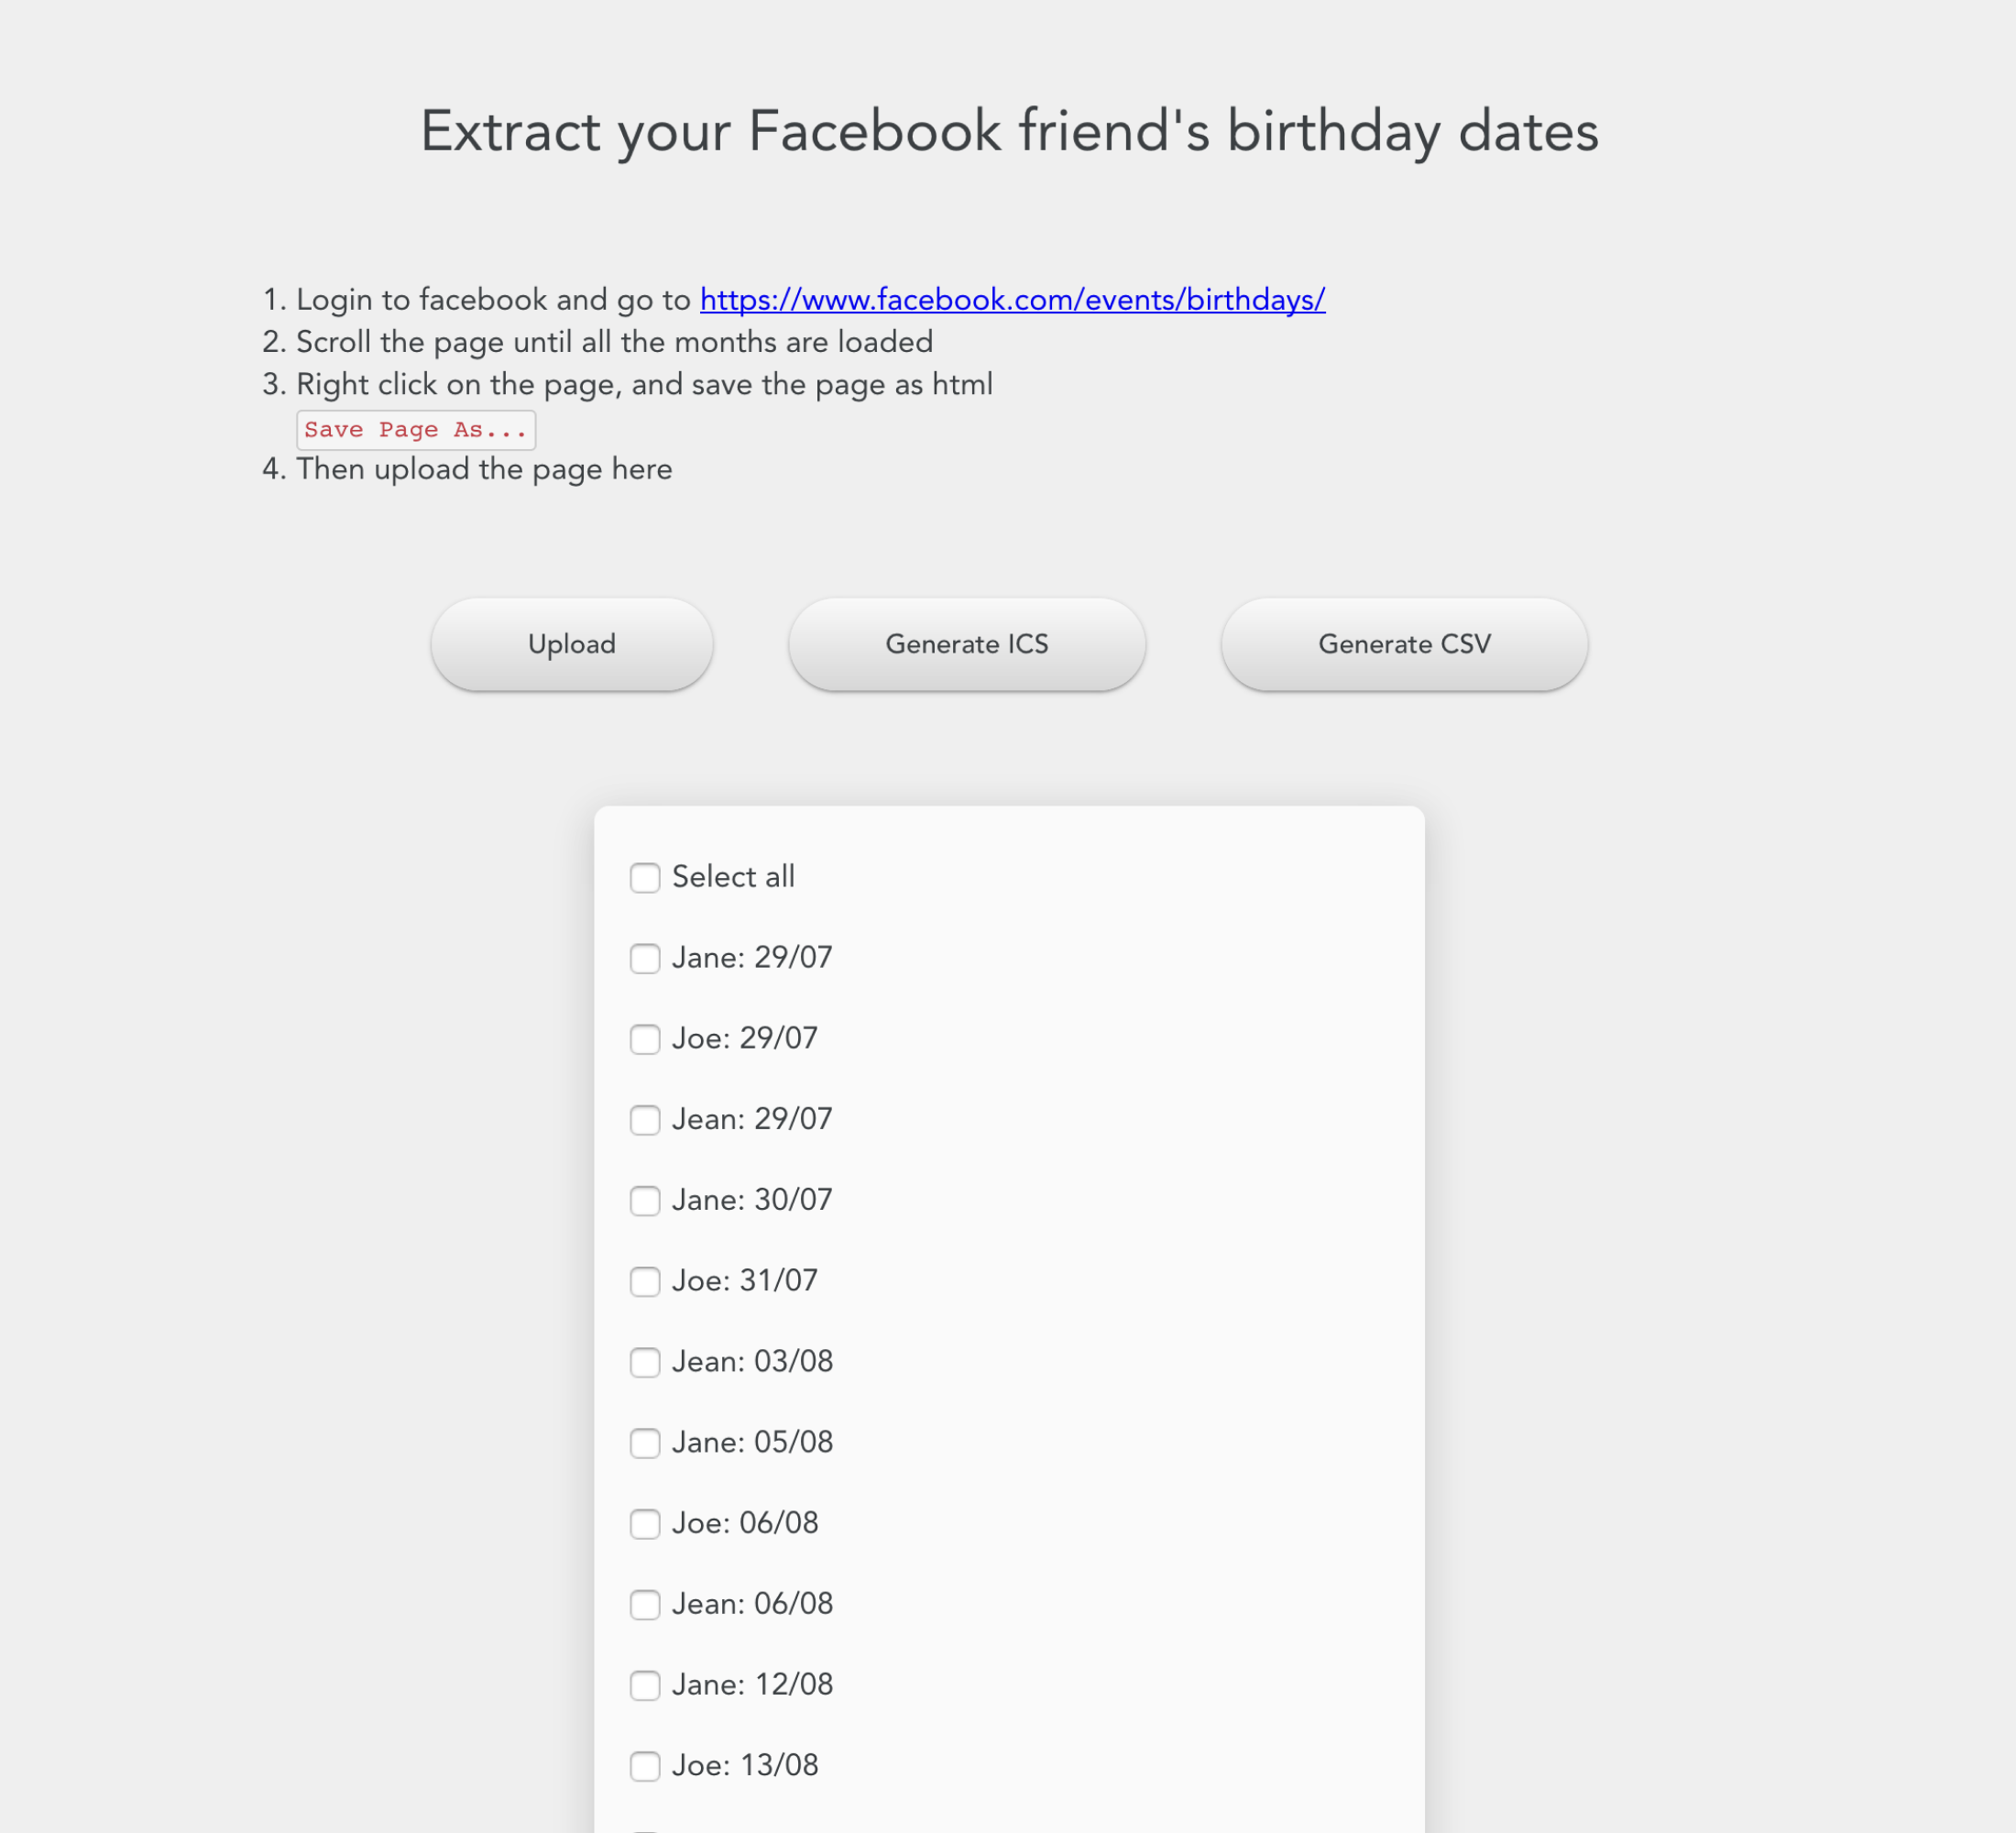 Extract your Facebook friend's birthday dates
1. Login to facebook and go to https://www.facebook.com/events/birthdays/
2. Scroll the page until all the months are loaded
3. Right click on the page, and save the page as html
Save Page As...
4. Then upload the page here
Upload
Generate ICS
Generate CSV
Select all
Jane: 29/07
Joe: 29/07
Jean: 29/07
Jane: 30/07
Joe: 31/07
Jean: 03/08
Jane: 05/08
Joe: 06/08
Jean: 06/08
Jane: 12/08
Joe: 13/08